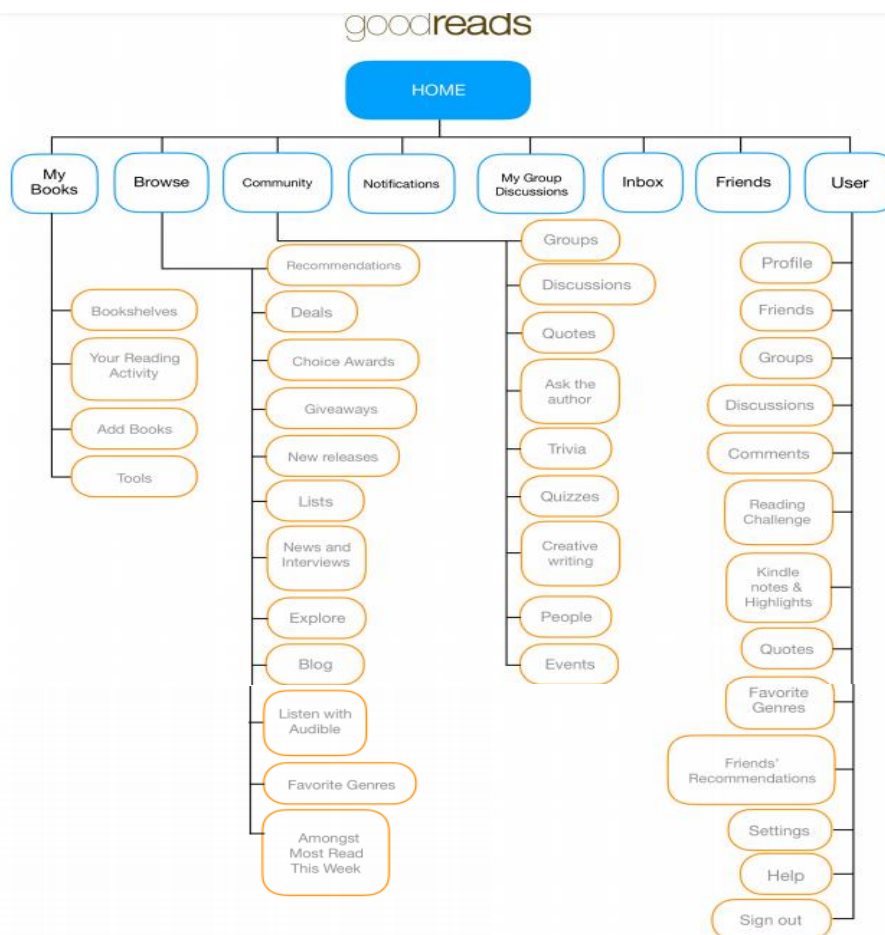 goodreads
HOME
My
Books
Browse
Community
Notifications
My Group
Discussions
Inbox
Friends
User
Bookshelves
Your Reading
Activity
Add Books
Tools
Recommendations
Deals
Choice Awards
Giveaways
New releases
Lists
News and
Interviews
Explore
Blog
Listen with
Audible
Favorite Genres
Amongst
Most Read
This Week
Groups
Discussions
Quotes
Ask the
author
Trivia
Quizzes
Creative
writing
People
Events
Profile
Friends
Groups
Discussions
Comments
Reading
Challenge
Kindle
notes &
Highlights
Quotes
Favorite
Genres
Friends'
Recommendations
Settings
Help
Sign out